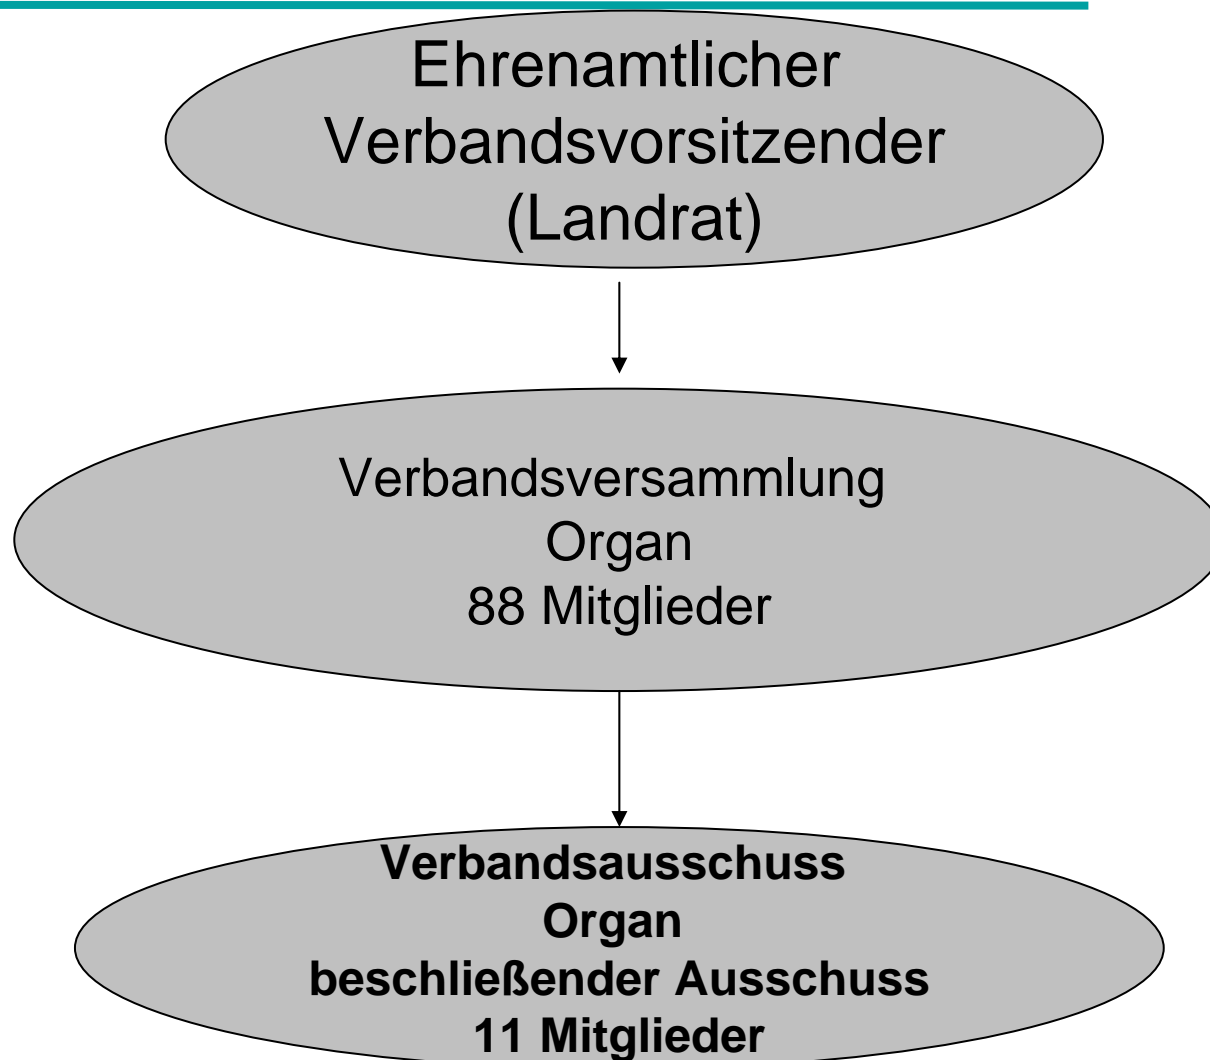 Ehrenamtlicher
Verbandsvorsitzender
(Landrat)
Verbandsversammlung
Organ
88 Mitglieder
Verbandsausschuss
Organ
beschließender Ausschuss
11 Mitglieder